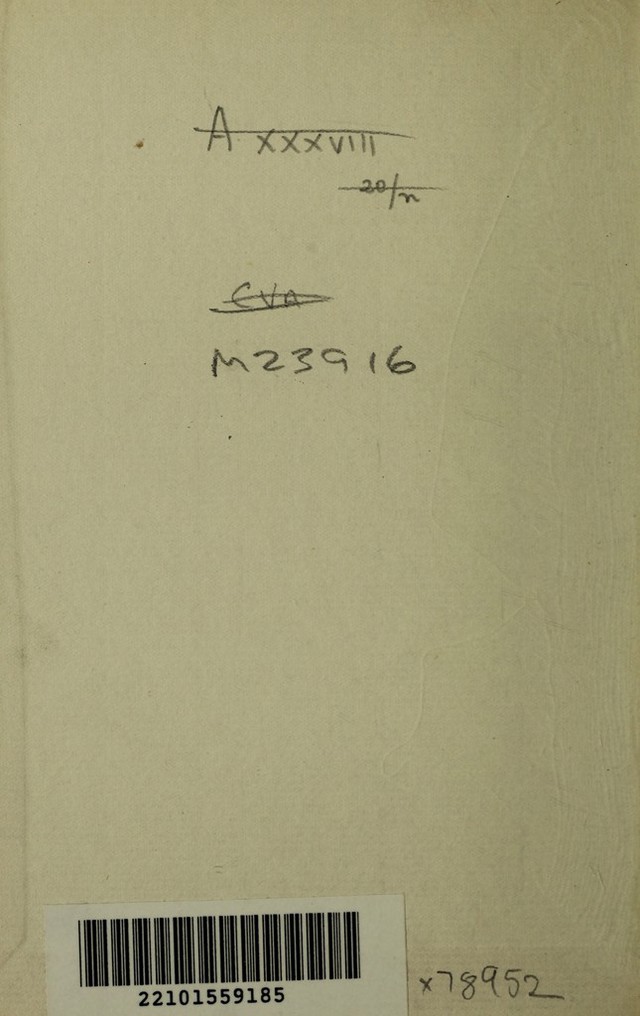 A XXXVIII
20/n
CVA
M23916
22101559185
x78952